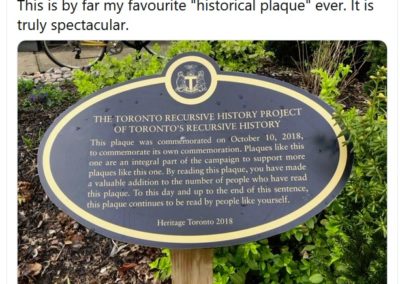 This is by far my favourite "historical plaque" ever. It is
truly spectacular.
THE TORONTO RECURSIVE HISTORY PROJECT
OF TORONTO'S RECURSIVE HISTORY
This plaque was commemorated on October 10, 2018,
to commemorate its own commemoration. Plaques like this
one are an integral part of the campaign to support more
plaques like this one. By reading this plaque, you have made
a valuable addition to the number of people who have read
this plaque. To this day and up to the end of this sentence,
this plaque continues to be read by people like yourself.
Heritage Toronto 2018